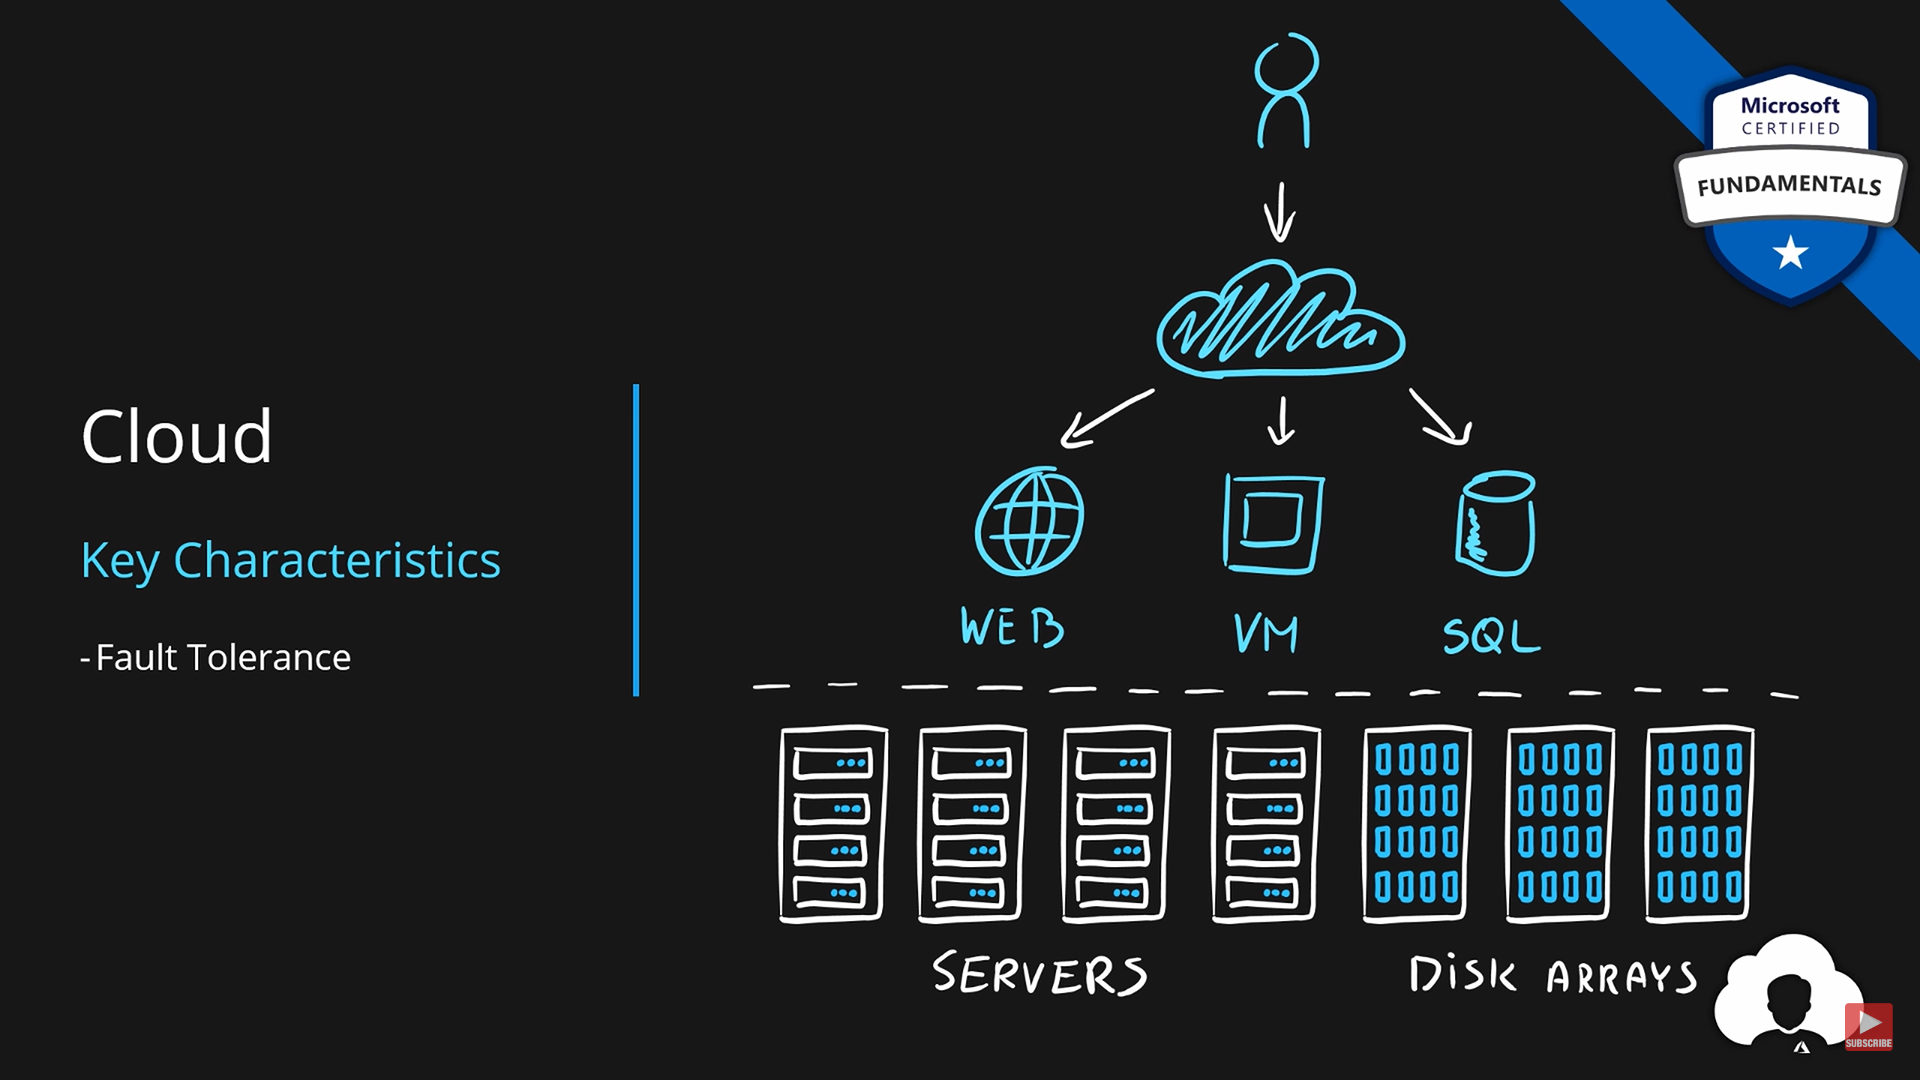 Microsoft
CERTIFIED
FUNDAMENTALS
Cloud
Key Characteristics
- Fault Tolerance
WEB
VM
SQL
SERVERS
DISK ARRAYS
SUBSCRIBE